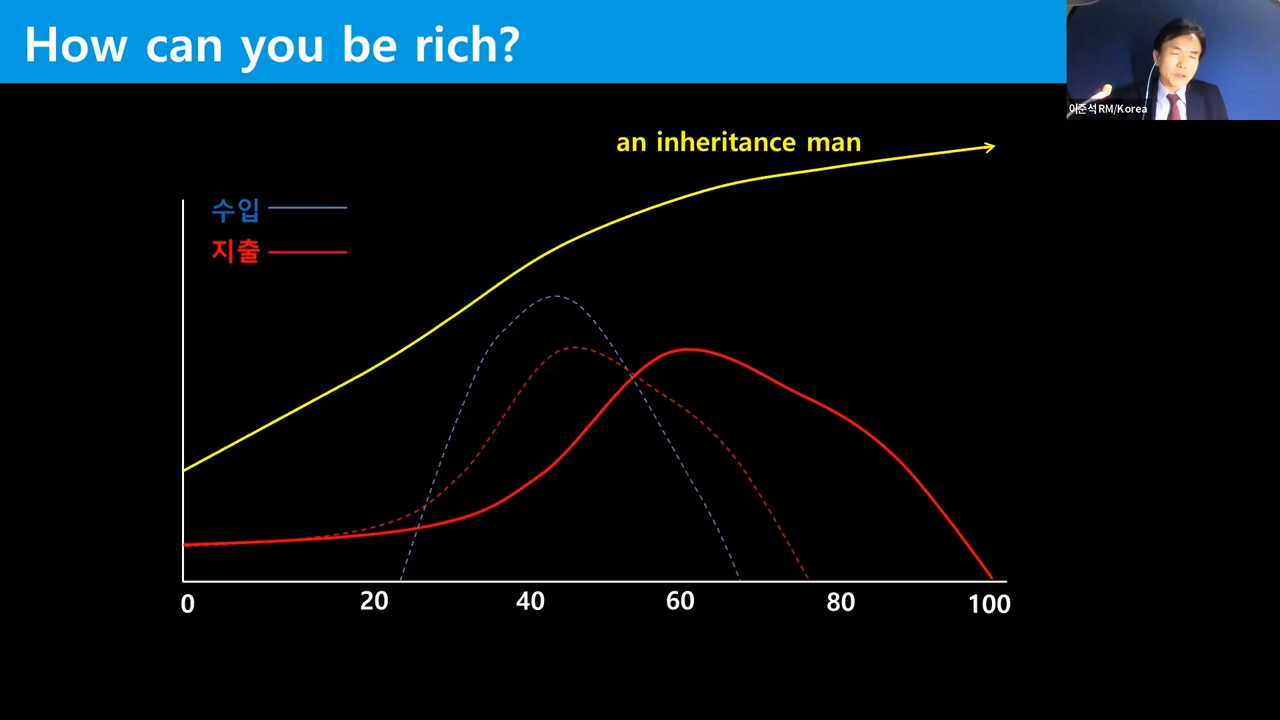 How can you be rich?
이준석RM/Korea
an inheritance man
수입
지출
0 20 40 60 80 100